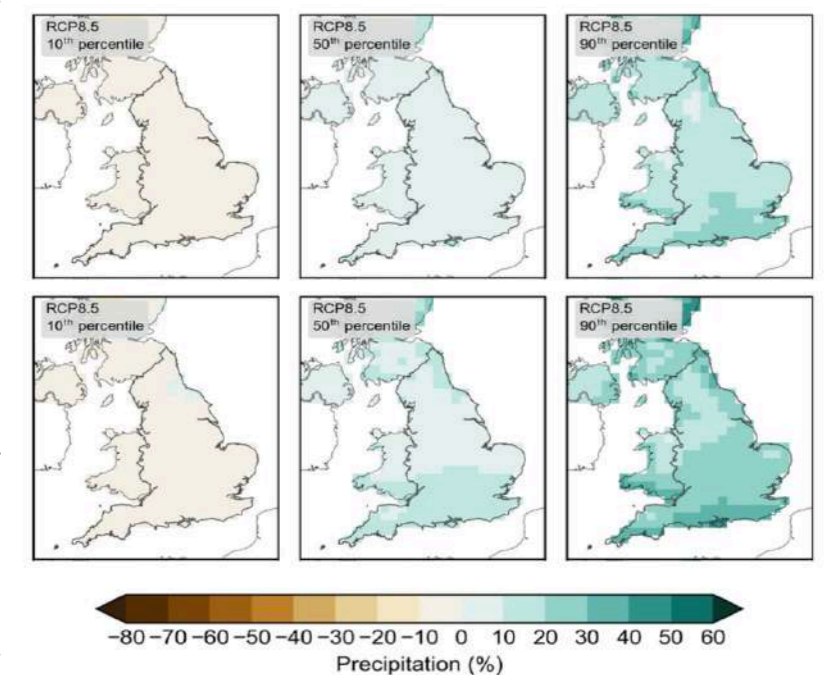 RCP8.5
10th percentile
RCP8.5
50th percentile
RCP8.5
90th percentile
RCP8.5
10th percentile
RCP8.5
50th percentile
RCP8.5
90th percentile
−80 −70 −60 −50 −40 −30 −20 −10 0 10 20 30 40 50 60
Precipitation (%)